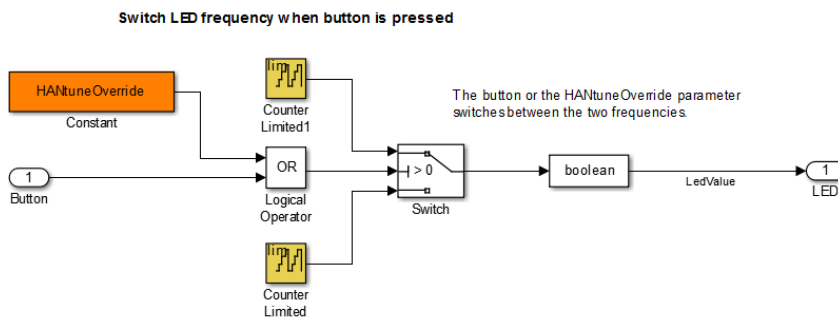 Switch LED frequency when button is pressed
HANtuneOverride
Constant
lim
Counter
Limited1
The button or the HANtuneOverride parameter
switches between the two frequencies.
OR
Logical
Operator
> 0
Switch
boolean
LedValue
1
LED
1
Button
lim
Counter
Limited